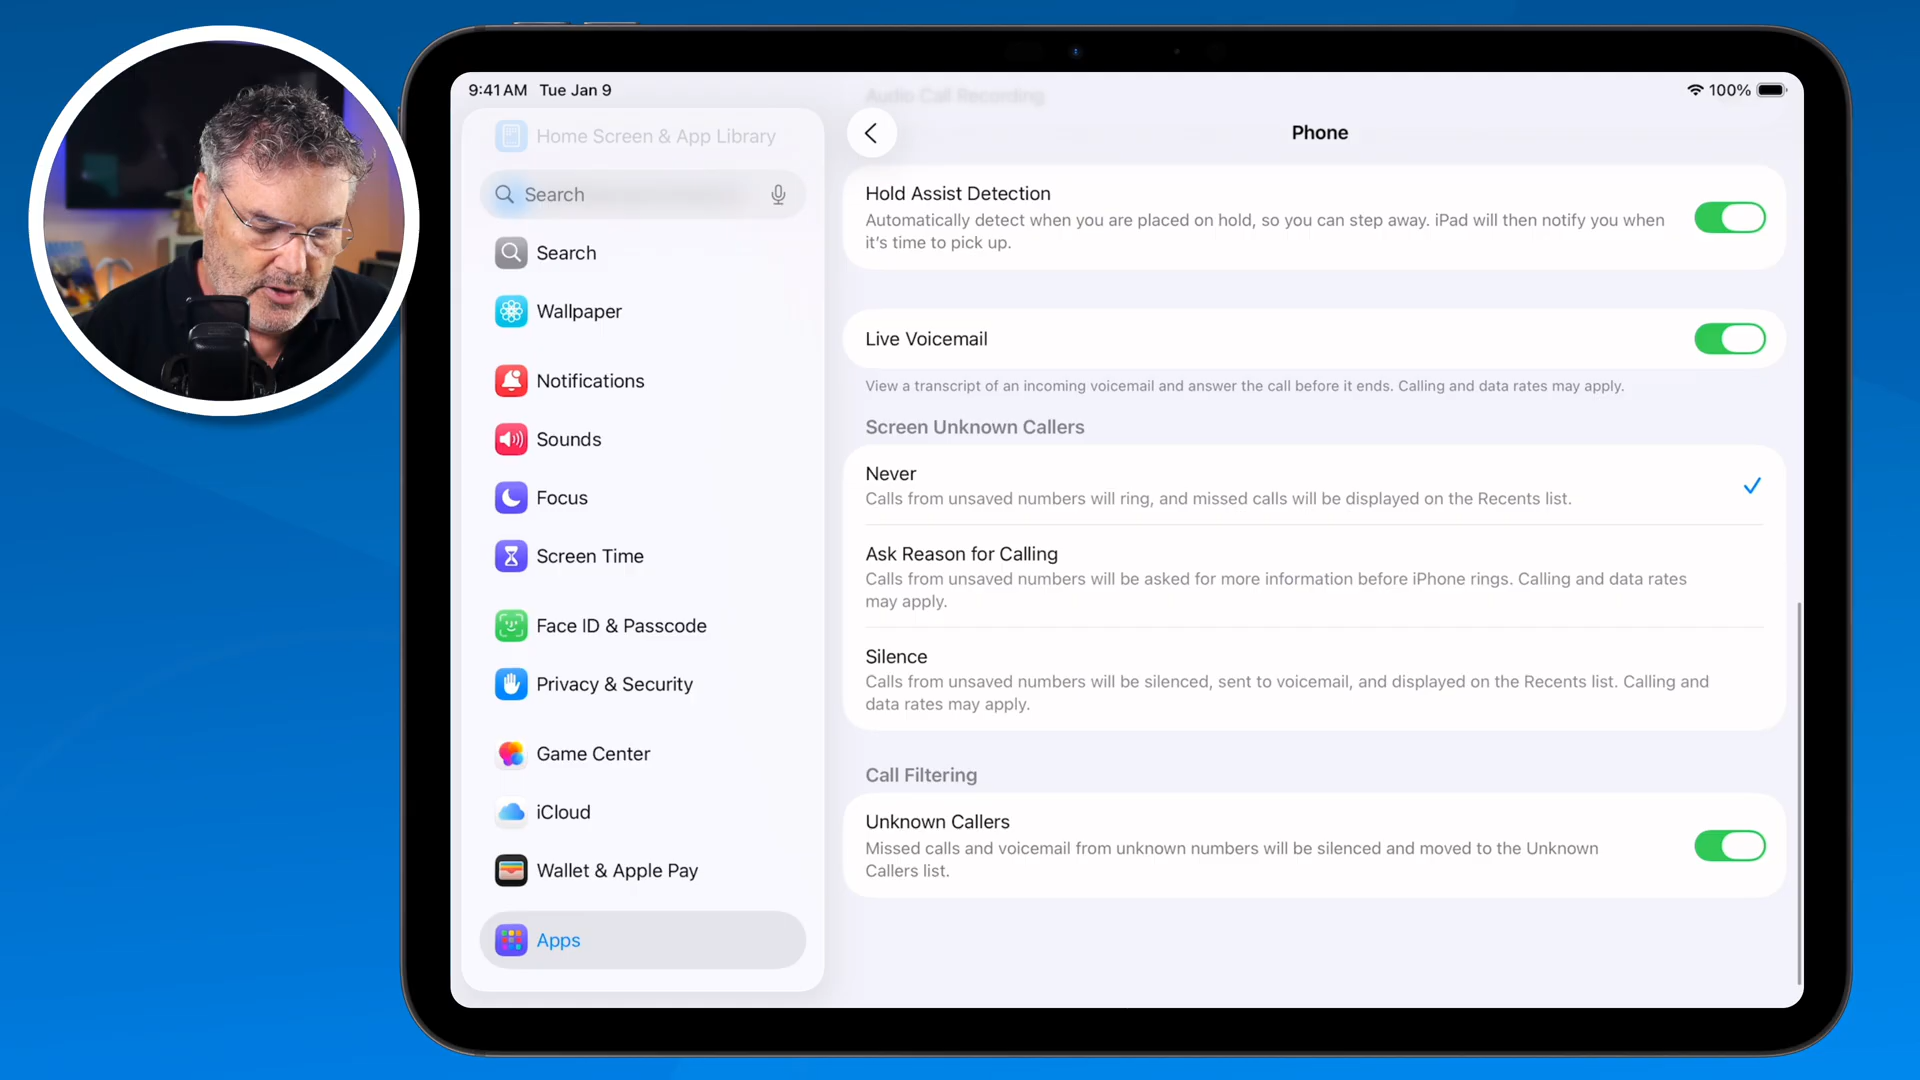 9:41 AM Tue Jan 9
100%
Home Screen & App Library
Search
Search
Wallpaper
Notifications
Sounds
Focus
Screen Time
Face ID & Passcode
Privacy & Security
Game Center
iCloud
Wallet & Apple Pay
Apps
Audio Call Recording
Phone
Hold Assist Detection
Automatically detect when you are placed on hold, so you can step away. iPad will then notify you when
it's time to pick up.
Live Voicemail
View a transcript of an incoming voicemail and answer the call before it ends. Calling and data rates may apply.
Screen Unknown Callers
Never
Calls from unsaved numbers will ring, and missed calls will be displayed on the Recents list.
Ask Reason for Calling
Calls from unsaved numbers will be asked for more information before iPhone rings. Calling and data rates
may apply.
Silence
Calls from unsaved numbers will be silenced, sent to voicemail, and displayed on the Recents list. Calling and
data rates may apply.
Call Filtering
Unknown Callers
Missed calls and voicemail from unknown numbers will be silenced and moved to the Unknown
Callers list.